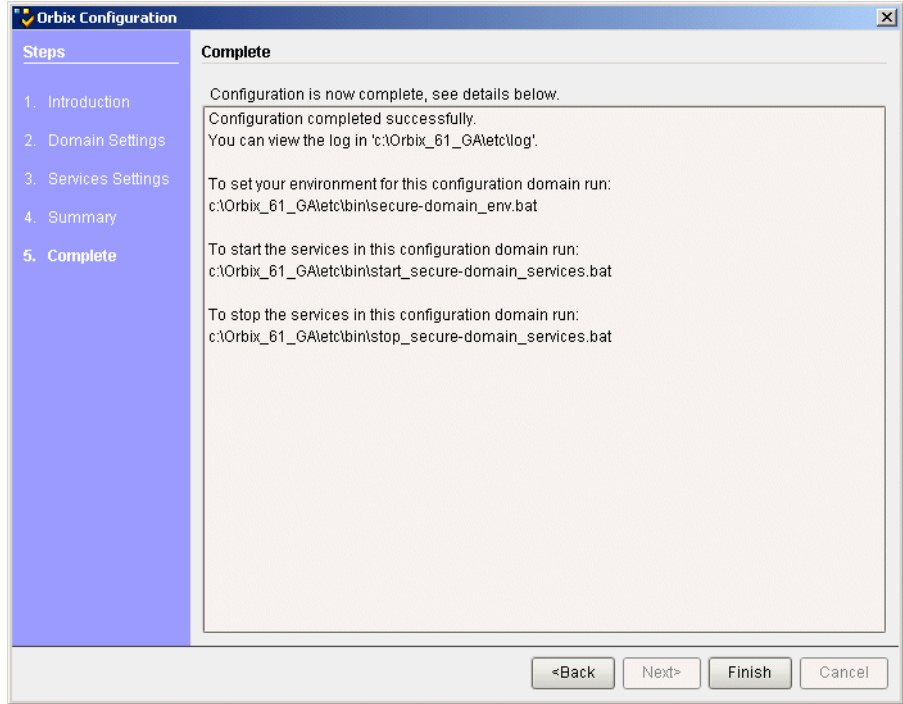 Orbix Configuration
Steps
1. Introduction
2. Domain Settings
3. Services Settings
4. Summary
5. Complete
Complete
Configuration is now complete, see details below.
Configuration completed successfully.
You can view the log in 'c:\Orbix_61_GA\etc\log'.
To set your environment for this configuration domain run:
c:\Orbix_61_GA\etc\bin\secure-domain_env.bat
To start the services in this configuration domain run:
c:\Orbix_61_GA\etc\bin\start_secure-domain_services.bat
To stop the services in this configuration domain run:
c:\Orbix_61_GA\etc\bin\stop_secure-domain_services.bat
<Back
Next>
Finish
Cancel